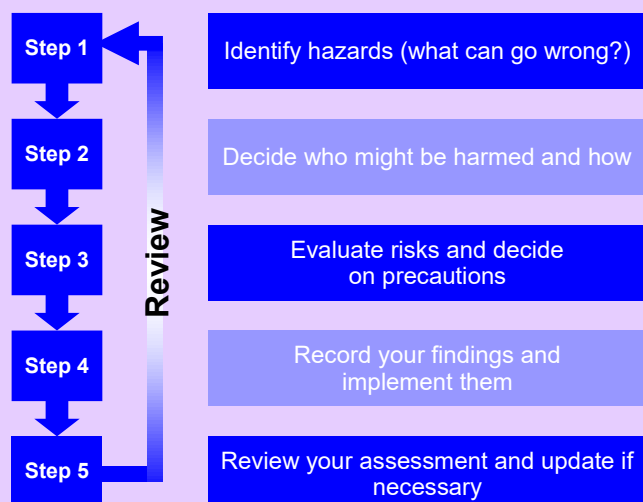 Step 1
Identify hazards (what can go wrong?)
Step 2
Decide who might be harmed and how
Step 3
Evaluate risks and decide
on precautions
Step 4
Record your findings and
implement them
Step 5
Review your assessment and update if
necessary
Review